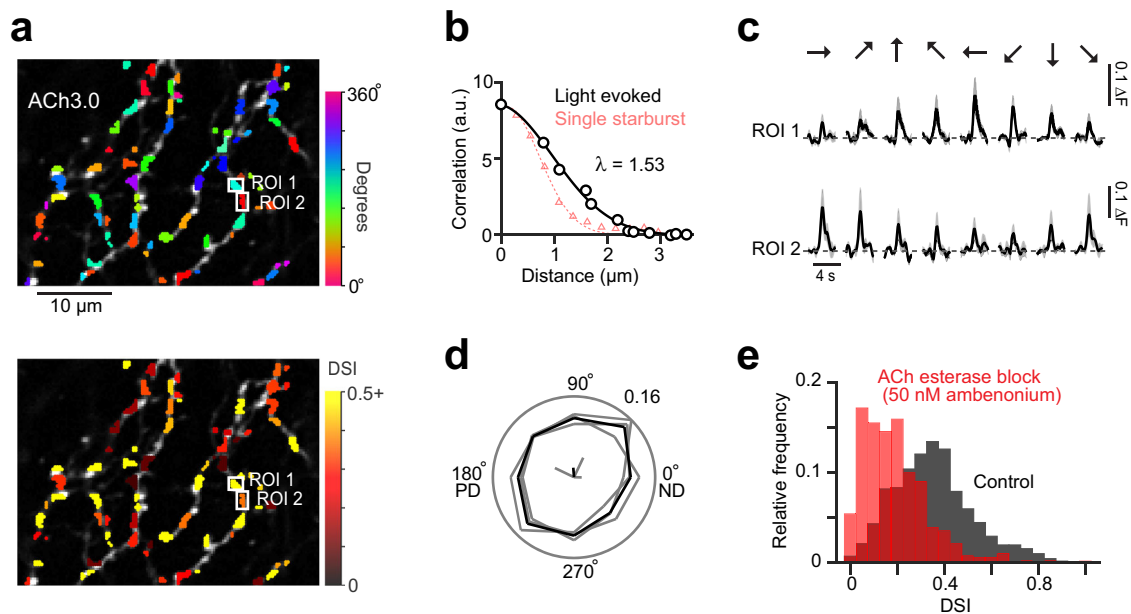 a
ACh3.0
360°
Degrees
0°
ROI 1
ROI 2
10 µm
DSI
0.5+
0
ROI 1
ROI 2
b
Correlation (a.u.)
10
5
0
Light evoked
Single starburst
λ = 1.53
0 1 2 3
Distance (µm)
c
0.1 ΔF
ROI 1
0.1 ΔF
ROI 2
4 s
d
90°
0.16
180°
PD
0°
ND
270°
e
Relative frequency
0.2
0.1
0
ACh esterase block
(50 nM ambenonium)
Control
0 0.4 0.8
DSI